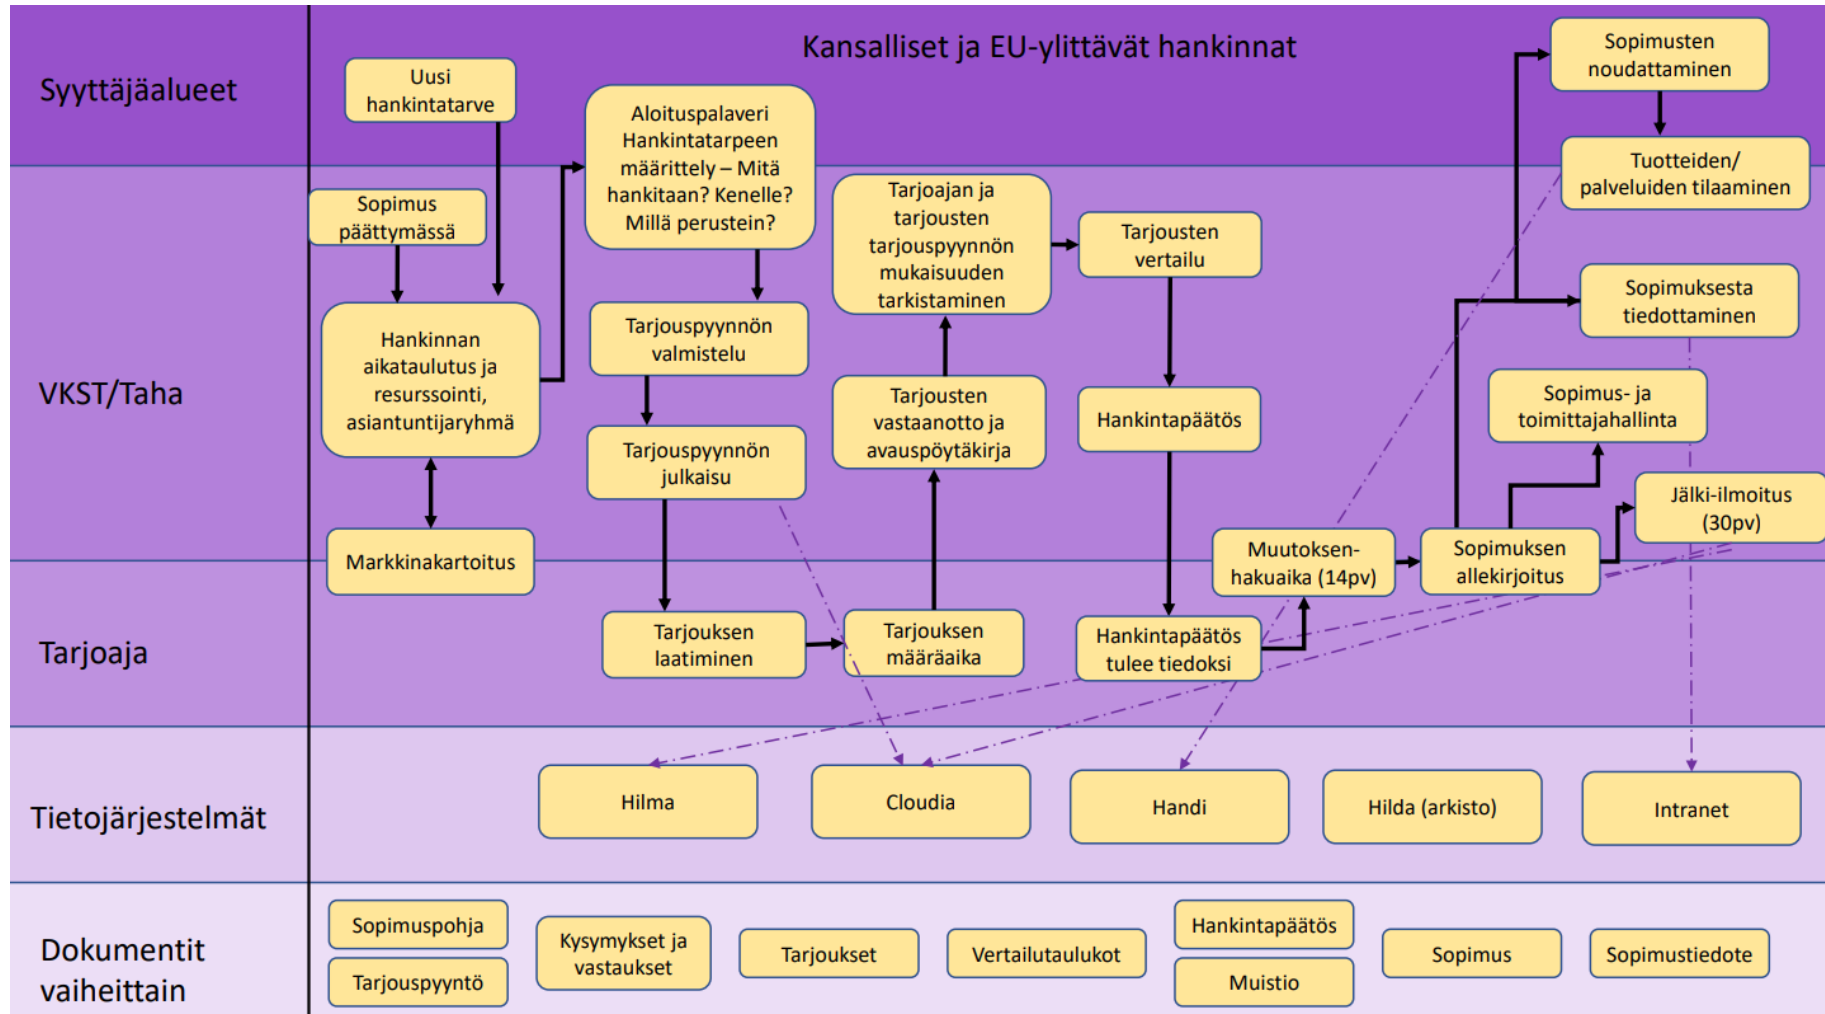 Kansalliset ja EU-ylittävät hankinnat
Syyttäjäalueet
Uusi
hankintatarve
Aloituspalaveri
Hankintatarpeen
määrittely – Mitä
hankitaan? Kenelle?
Millä perustein?
Sopimusten
noudattaminen
Tuotteiden/
palveluiden tilaaminen
VKST/Taha
Sopimus
päättymässä
Hankinnan
aikataulutus ja
resurssointi,
asiantuntijaryhmä
Markkinakartoitus
Tarjouspyynnön
valmistelu
Tarjouspyynnön
julkaisu
Tarjoajan ja
tarjousten
tarjouspyynnön
mukaisuuden
tarkistaminen
Tarjousten
vastaanotto ja
avauspöytäkirja
Tarjousten
vertailu
Hankintapäätös
Muutoksen-
hakuaika (14pv)
Sopimuksen
allekirjoitus
Sopimuksesta
tiedottaminen
Sopimus- ja
toimittajahallinta
Jälki-ilmoitus
(30pv)
Tarjoaja
Tarjouksen
laatiminen
Tarjouksen
määräaika
Hankintapäätös
tulee tiedoksi
Tietojärjestelmät
Hilma
Cloudia
Handi
Hilda (arkisto)
Intranet
Dokumentit
vaiheittain
Sopimuspohja
Tarjouspyyntö
Kysymykset ja
vastaukset
Tarjoukset
Vertailutaulukot
Hankintapäätös
Muistio
Sopimus
Sopimustiedote